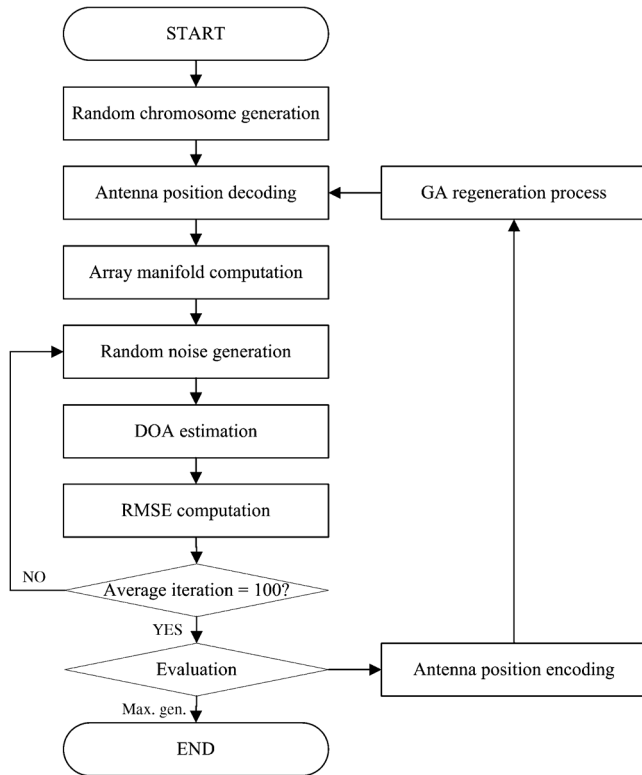 START
Random chromosome generation
Antenna position decoding
GA regeneration process
Array manifold computation
Random noise generation
DOA estimation
RMSE computation
NO
Average iteration = 100?
YES
Evaluation
Antenna position encoding
Max. gen.
END